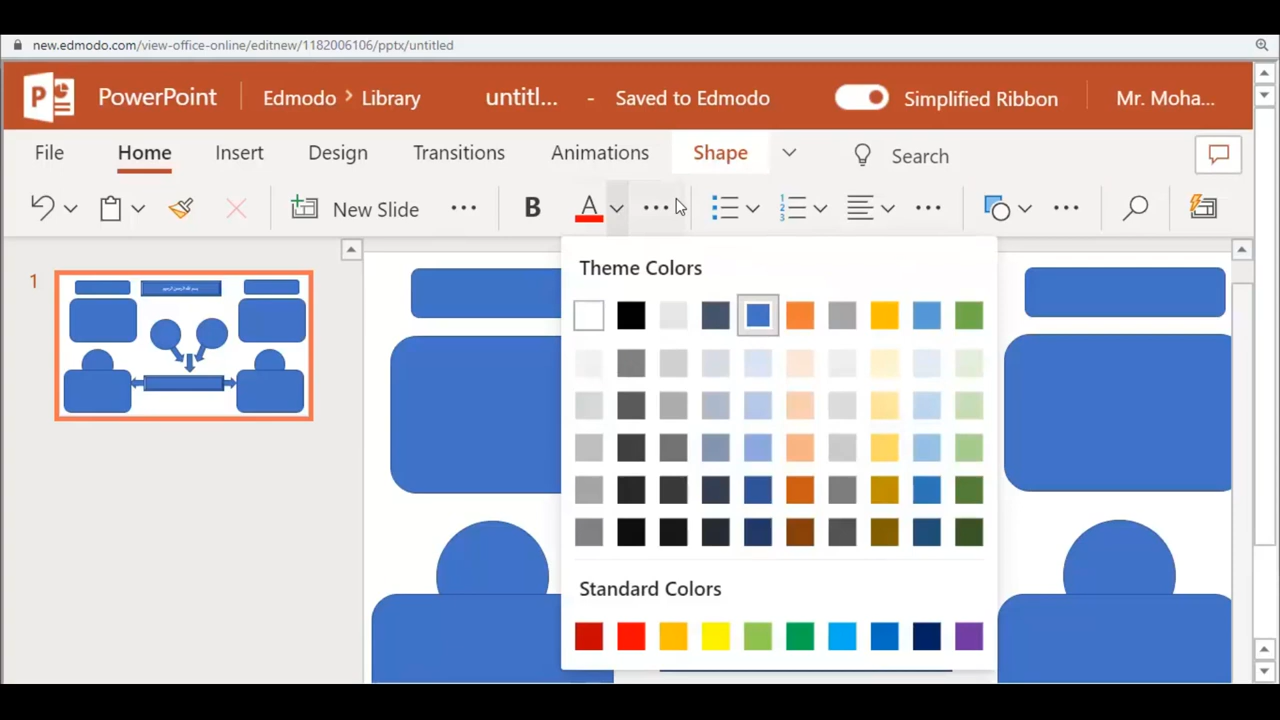 new.edmodo.com/view-office-online/editnew/1182006106/pptx/untitled
PowerPoint Edmodo > Library untitl... - Saved to Edmodo Simplified Ribbon Mr. Moha...
File Home Insert Design Transitions Animations Shape Search
New Slide B A
Theme Colors
1
Standard Colors